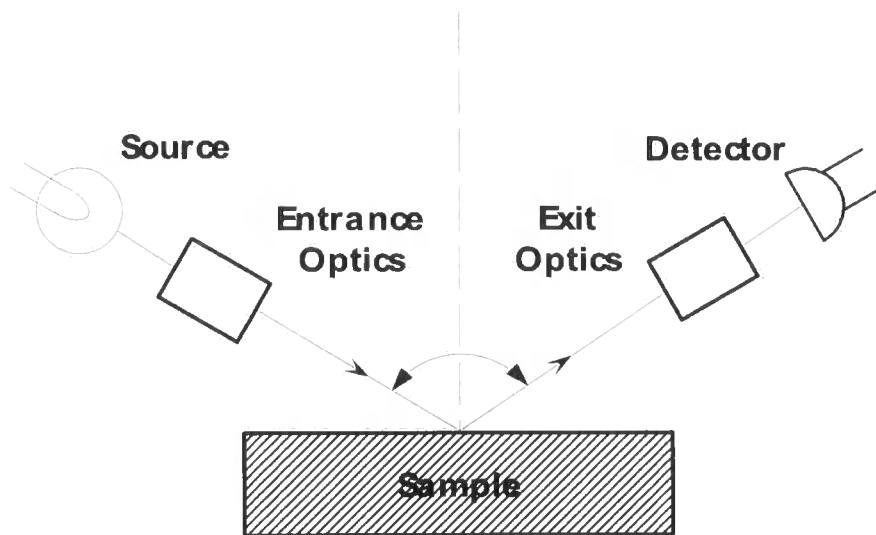 Source
Detector
Entrance
Optics
Exit
Optics
Sample